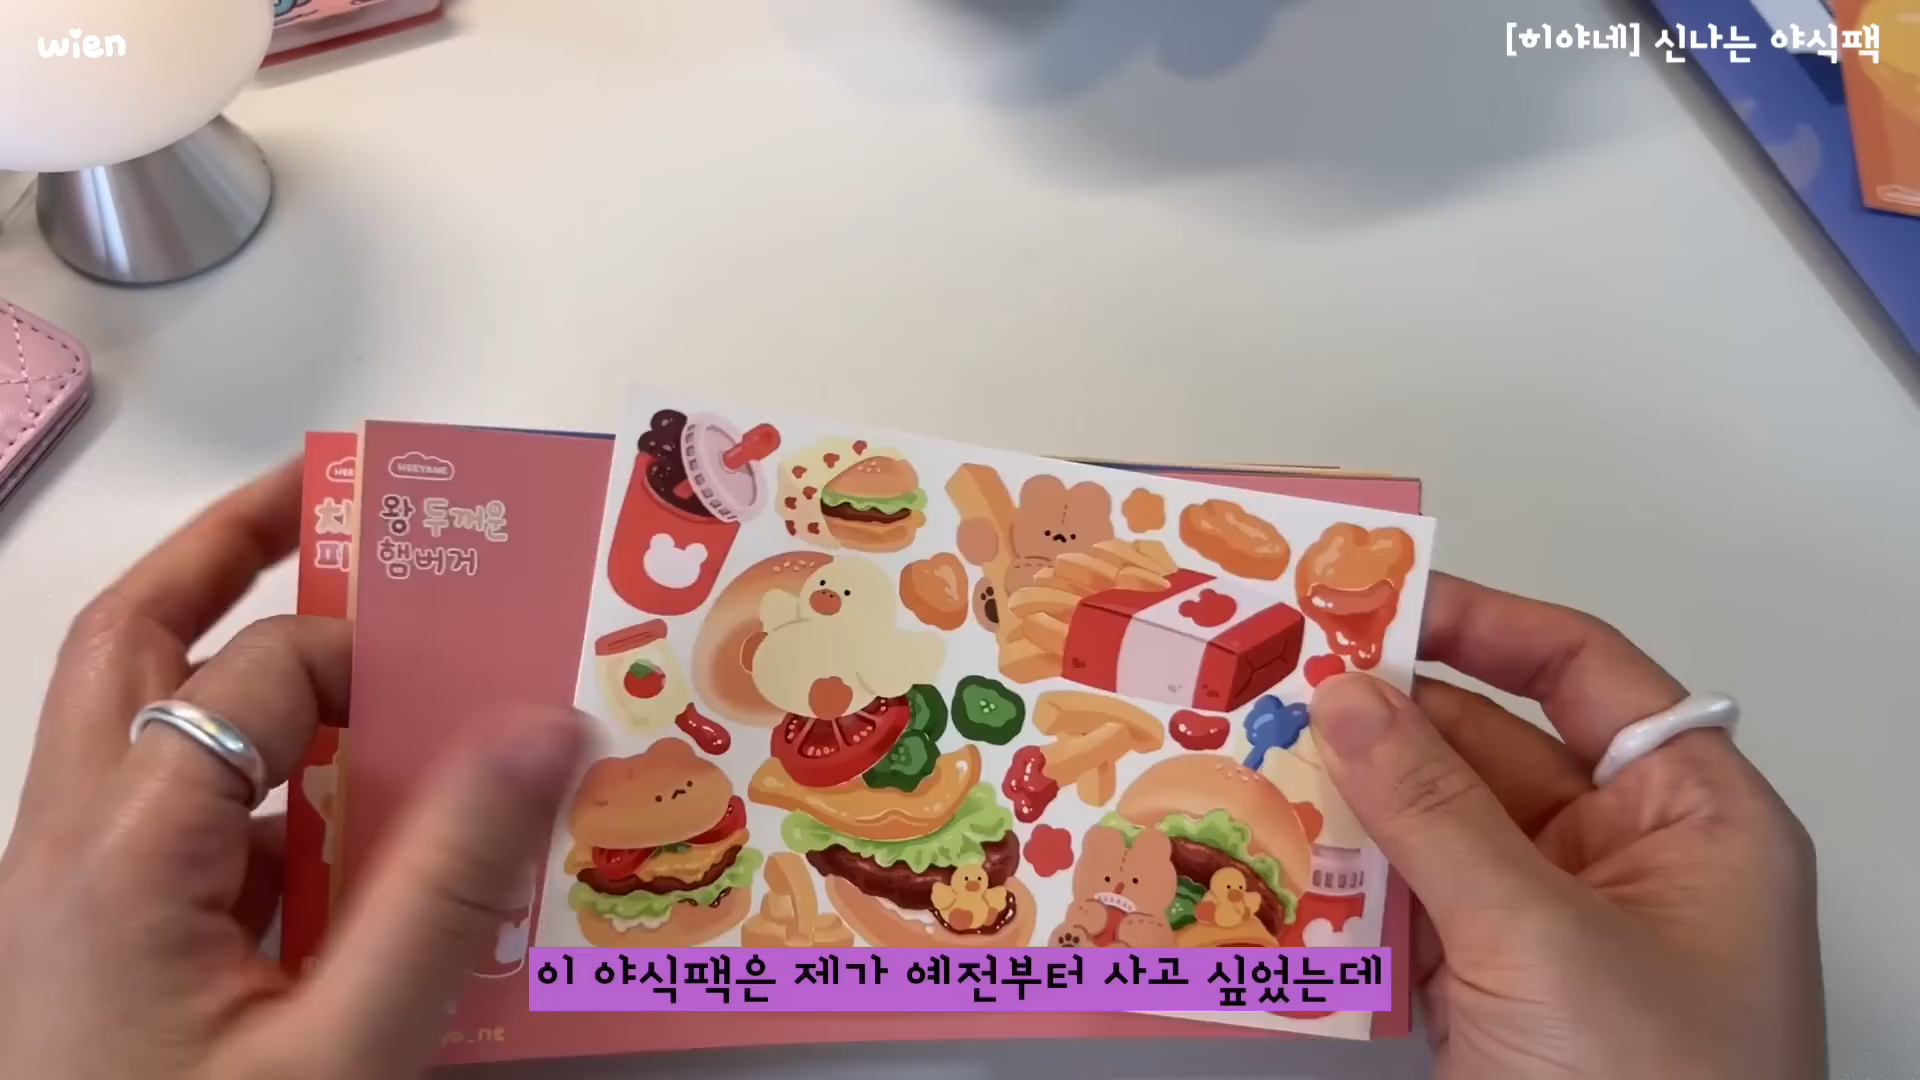 wien
[히야네] 신나는 야식팩
HEEYANE
왕 두꺼운
햄버거
이 야식팩은 제가 예전부터 사고 싶었는데